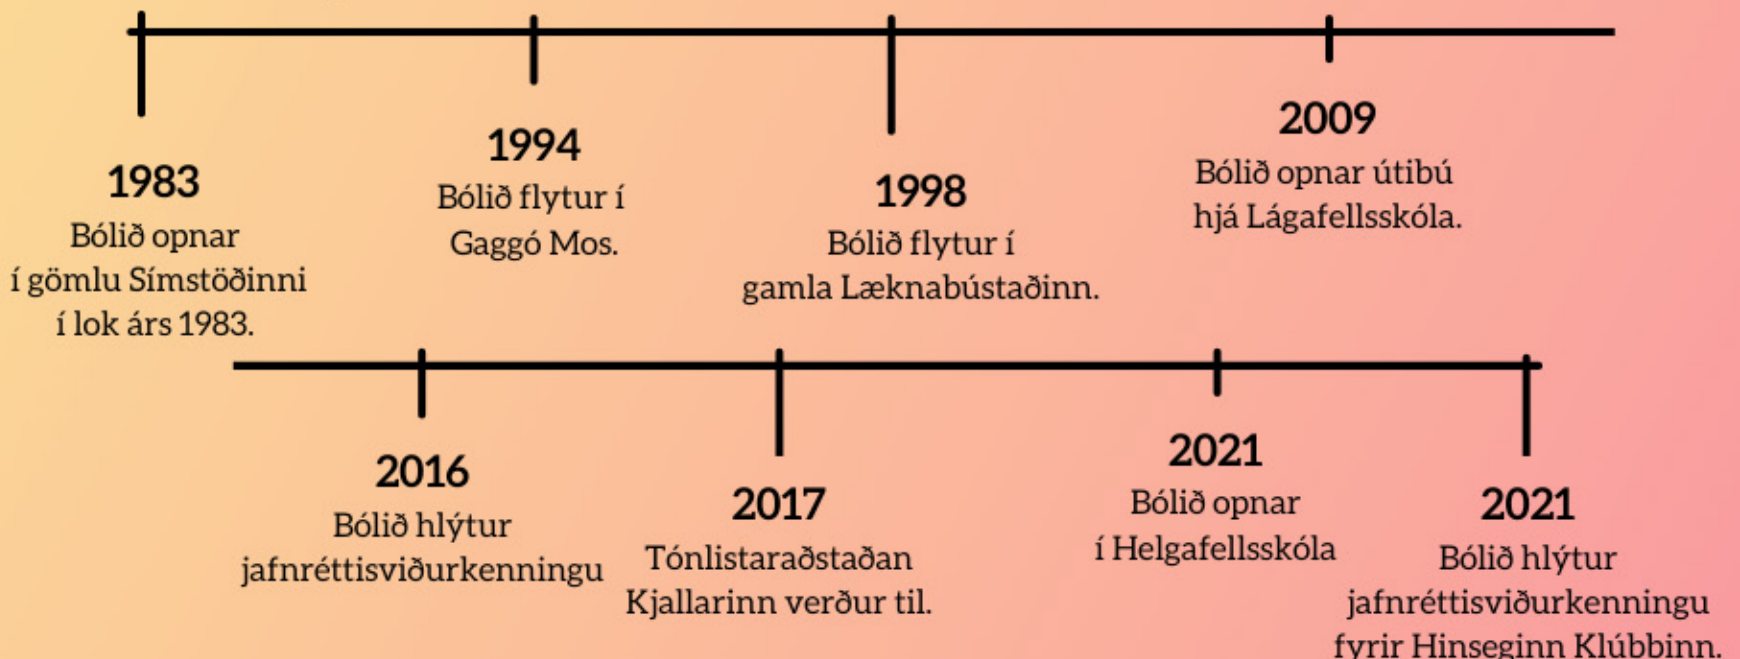 1983
Bólið opnar
í gömlu Símstöðinni
í lok árs 1983.
1994
Bólið flytur í
Gaggó Mos.
1998
Bólið flytur í
gamla Læknabústaðinn.
2009
Bólið opnar útibú
hjá Lágafellsskóla.
2016
Bólið hlýtur
jafnréttisviðurkenningu
2017
Tónlistaraðstaðan
Kjallarinn verður til.
2021
Bólið opnar
í Helgafellsskóla
2021
Bólið hlýtur
jafnréttisviðurkenningu
fyrir Hinseginn Klúbbinn.